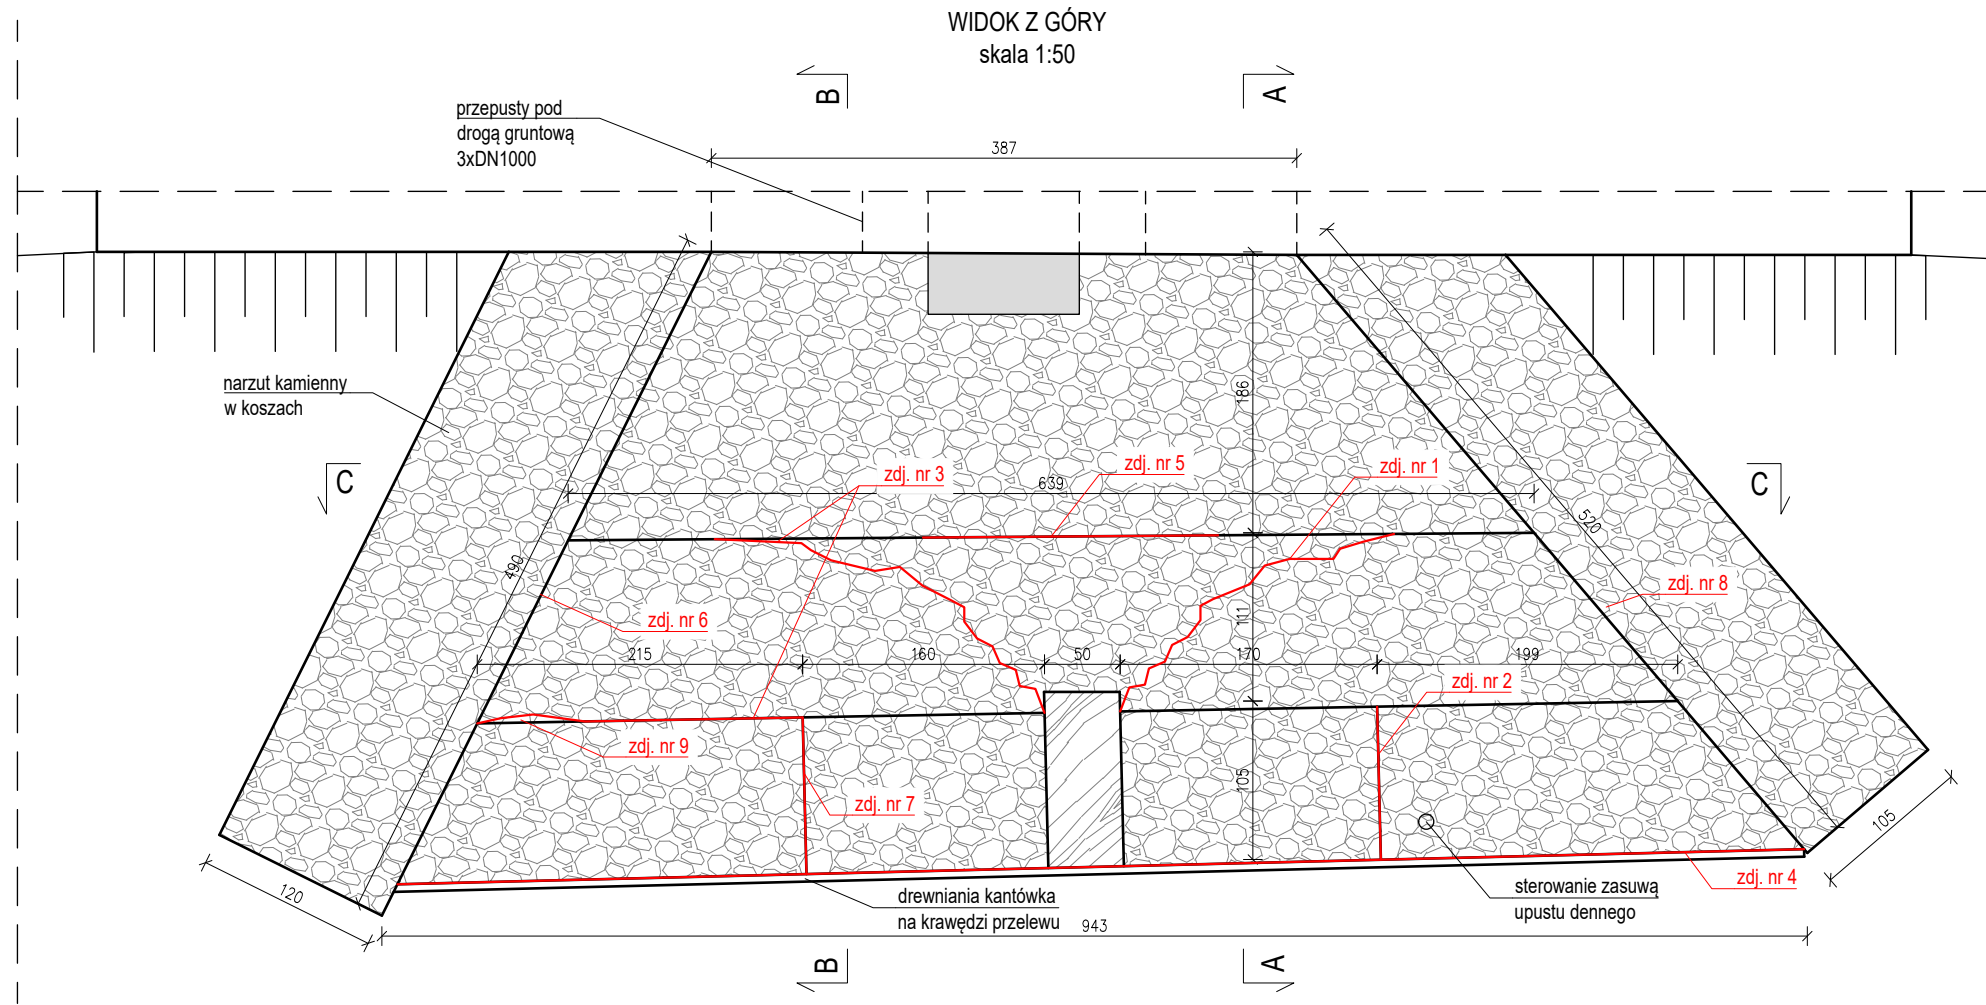 WIDOK Z GÓRY
skala 1:50
B
A
przepusty pod
drogą gruntową
3xDN1000
387
narzut kamienny
w koszach
186
C
C
zdj. nr 3
zdj. nr 5
zdj. nr 1
639
520
490
zdj. nr 8
111
zdj. nr 6
215
160
50
170
199
zdj. nr 2
zdj. nr 9
105
zdj. nr 7
105
120
zdj. nr 4
drewniania kantówka
na krawędzi przelewu
sterowanie zasuwą
upustu dennego
943
B
A